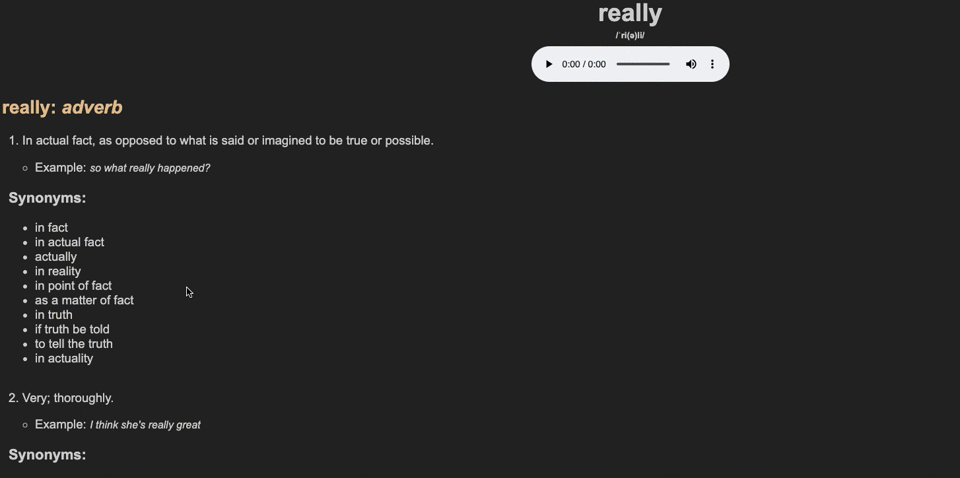 really
/ˈri(ə)li/
0:00 / 0:00
really: adverb
1. In actual fact, as opposed to what is said or imagined to be true or possible.
Example: so what really happened?
Synonyms:
in fact
in actual fact
actually
in reality
in point of fact
as a matter of fact
in truth
if truth be told
to tell the truth
in actuality
2. Very; thoroughly.
Example: I think she's really great
Synonyms: